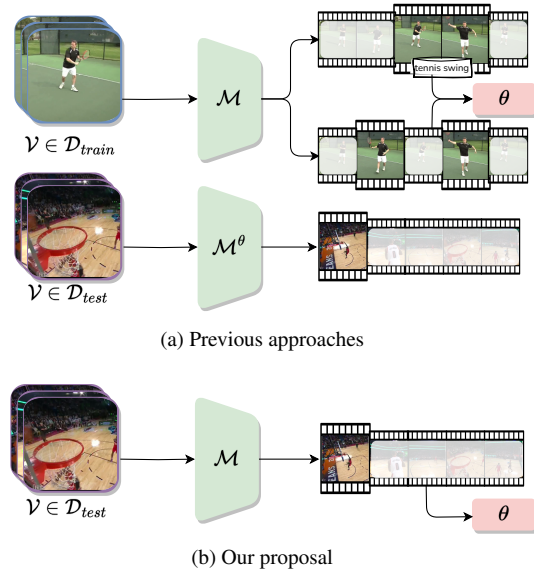 tennis swing
𝓜
θ
𝒱 ∈ 𝒟_train
𝓜^θ
𝒱 ∈ 𝒟_test
(a) Previous approaches
𝓜
𝒱 ∈ 𝒟_test
θ
(b) Our proposal